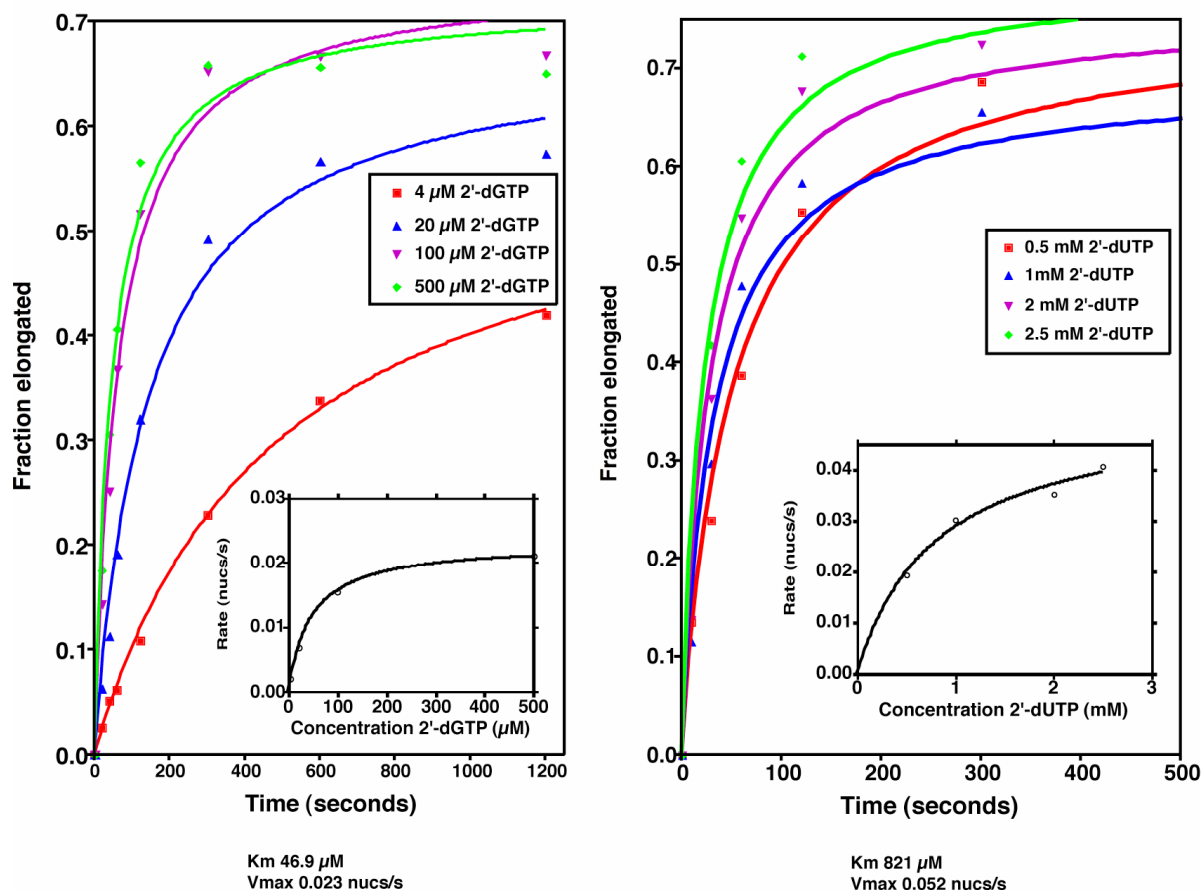 0.7
0.6
0.5
0.4
0.3
0.2
0.1
0.0
Fraction elongated
4 µM 2'-dGTP
20 µM 2'-dGTP
100 µM 2'-dGTP
500 µM 2'-dGTP
0.03
0.02
0.01
0.00
Rate (nucs/s)
0 100 200 300 400 500
Concentration 2'-dGTP (µM)
0 200 400 600 800 1000 1200
Time (seconds)
Km 46.9 µM
Vmax 0.023 nucs/s
0.7
0.6
0.5
0.4
0.3
0.2
0.1
0.0
Fraction elongated
0.5 mM 2'-dUTP
1mM 2'-dUTP
2 mM 2'-dUTP
2.5 mM 2'-dUTP
0.04
0.03
0.02
0.01
0.00
Rate (nucs/s)
0 1 2 3
Concentration 2'-dUTP (mM)
0 100 200 300 400 500
Time (seconds)
Km 821 µM
Vmax 0.052 nucs/s